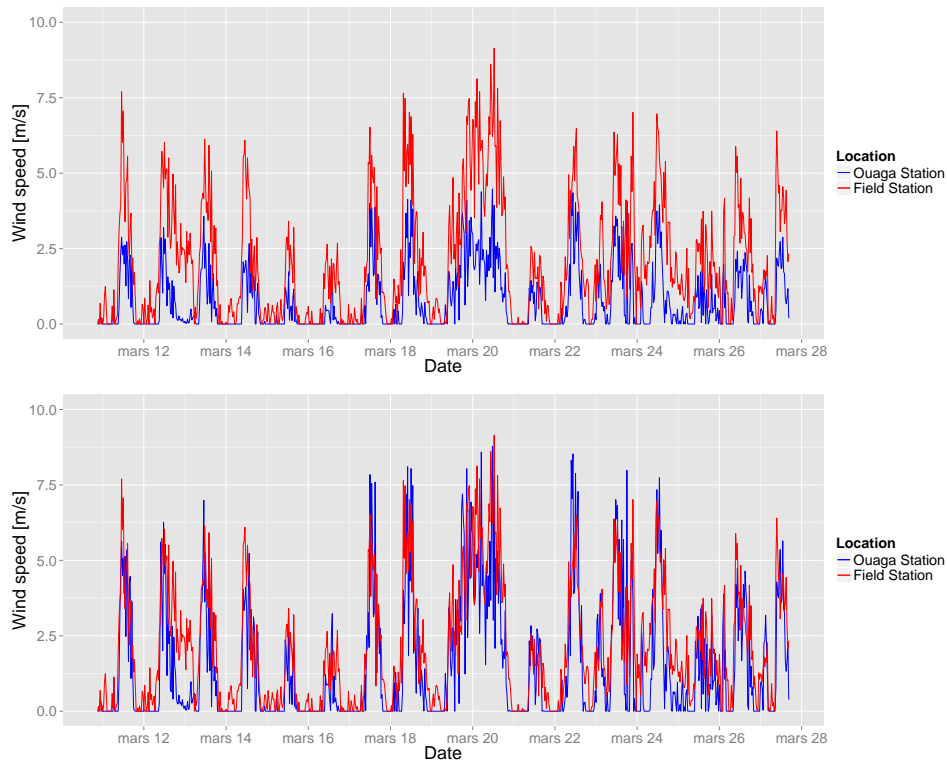 10.0
7.5
5.0
2.5
0.0
Wind speed [m/s]
mars 12 mars 14 mars 16 mars 18 mars 20 mars 22 mars 24 mars 26 mars 28
Date
Location
Ouaga Station
Field Station
10.0
7.5
5.0
2.5
0.0
Wind speed [m/s]
mars 12 mars 14 mars 16 mars 18 mars 20 mars 22 mars 24 mars 26 mars 28
Date
Location
Ouaga Station
Field Station